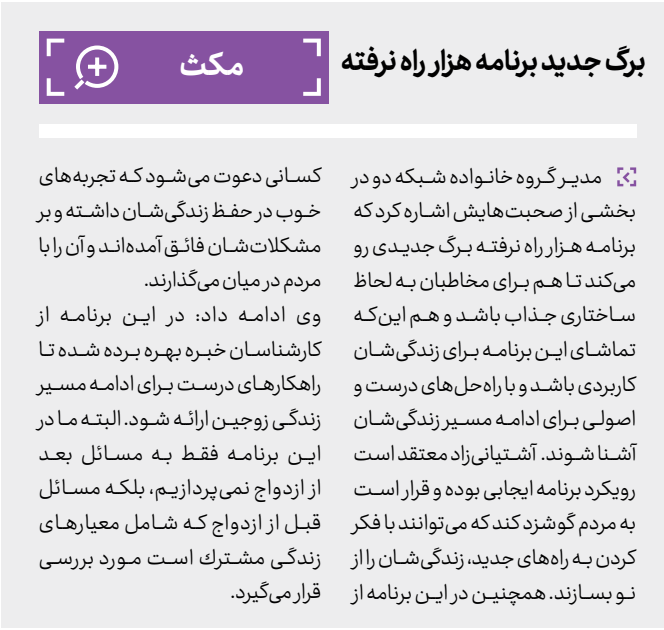 برگ جدید برنامه هزار راه نرفته
مکث
مدیر گروه خانواده شبکه دو در
بخشی از صحبت‌هایش اشاره کرد که
برنامه هزار راه نرفته برگ جدیدی رو
می‌کند تا هم برای مخاطبان به لحاظ
ساختاری جذاب باشد و هم این‌که
تماشای این برنامه برای زندگی‌شان
کاربردی باشد و با راه‌حل‌های درست و
اصولی برای ادامه مسیر زندگی‌شان
آشنا شوند. آشتیانی‌زاد معتقد است
رویکرد برنامه ایجابی بوده و قرار است
به مردم گوشزد کند که می‌توانند با فکر
کردن به راه‌های جدید، زندگی‌شان را از
نو بسازند. همچنین در این برنامه از
کسانی دعوت می‌شود که تجربه‌های
خوب در حفظ زندگی‌شان داشته و بر
مشکلات‌شان فائق آمده‌اند و آن را با
مردم در میان می‌گذارند.
وی ادامه داد: در این برنامه از
کارشناسان خبره بهره برده شده تا
راهکارهای درست برای ادامه مسیر
زندگی زوجین ارائه شود. البته ما در
این برنامه فقط به مسائل بعد
از ازدواج نمی‌پردازیم، بلکه مسائل
قبل از ازدواج که شامل معیارهای
زندگی مشترك است مورد بررسی
قرار می‌گیرد.